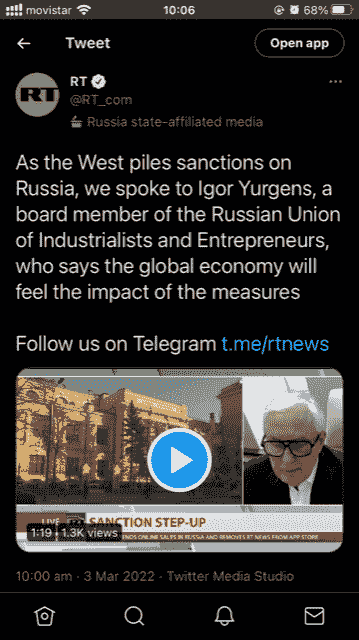 movistar 10:06 68%
Tweet Open app
RT
RT
@RT_com
Russia state-affiliated media
As the West piles sanctions on
Russia, we spoke to Igor Yurgens, a
board member of the Russian Union
of Industrialists and Entrepreneurs,
who says the global economy will
feel the impact of the measures
Follow us on Telegram t.me/rtnews
LIVE SANCTION STEP-UP
1:19 · 1.3K views ENDS ONLINE SALES IN RUSSIA AND REMOVES RT NEWS FROM APP STORE
10:00 am · 3 Mar 2022 · Twitter Media Studio